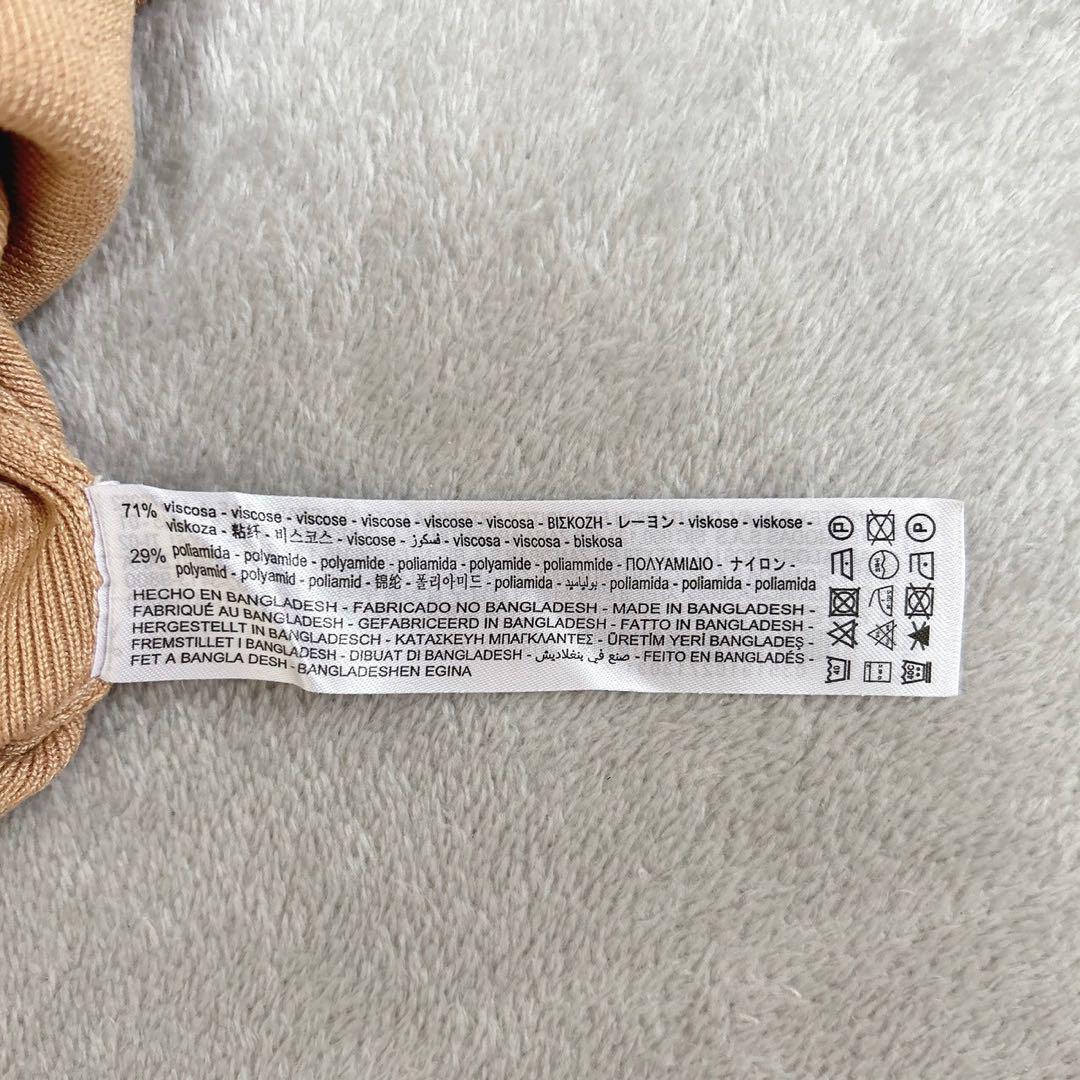 71% viscosa - viscose - viscose - viscose - viscose - viscosa - ΒΙΣΚΟΖΗ - レーヨン - viskose - viskose -
viskoza - 粘纤 - 비스코스 - viscose - فسكوز - viscosa - viscosa - biskosa
29% poliamida - polyamide - polyamide - poliamida - polyamide - poliammide - ΠΟΛΥΑΜΙΔΙΟ - ナイロン -
polyamid - polyamid - poliamid - 锦纶 - 폴리아미드 - poliamida - بولياميد - poliamida - poliamida - poliamida
HECHO EN BANGLADESH - FABRICADO NO BANGLADESH - MADE IN BANGLADESH -
FABRIQUÉ AU BANGLADESH - GEFABRICEERD IN BANGLADESH - FATTO IN BANGLADESH -
HERGESTELLT IN BANGLADESCH - ΚΑΤΑΣΚΕΥΗ ΜΠΑΓΚΛΑΝΤΕΣ - ÜRETİM YERİ BANGLADEŞ -
FREMSTILLET I BANGLADESH - DIBUAT DI BANGLADESH - صنع في بنغلاديش - FEITO EN BANGLADÉS -
FET A BANGLA DESH - BANGLADESHEN EGINA
P
P
40